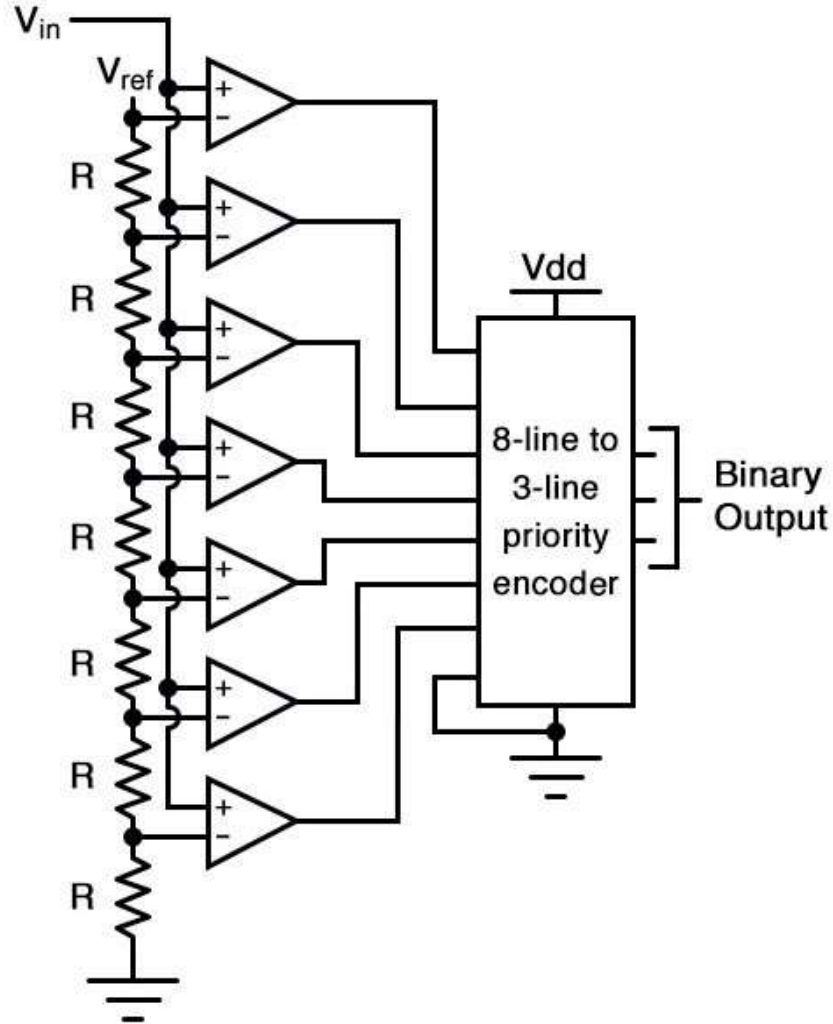 Vin
Vref
+
−
R
+
−
R
+
−
R
+
−
R
+
−
R
+
−
R
+
−
R
Vdd
8-line to
3-line
priority
encoder
Binary
Output